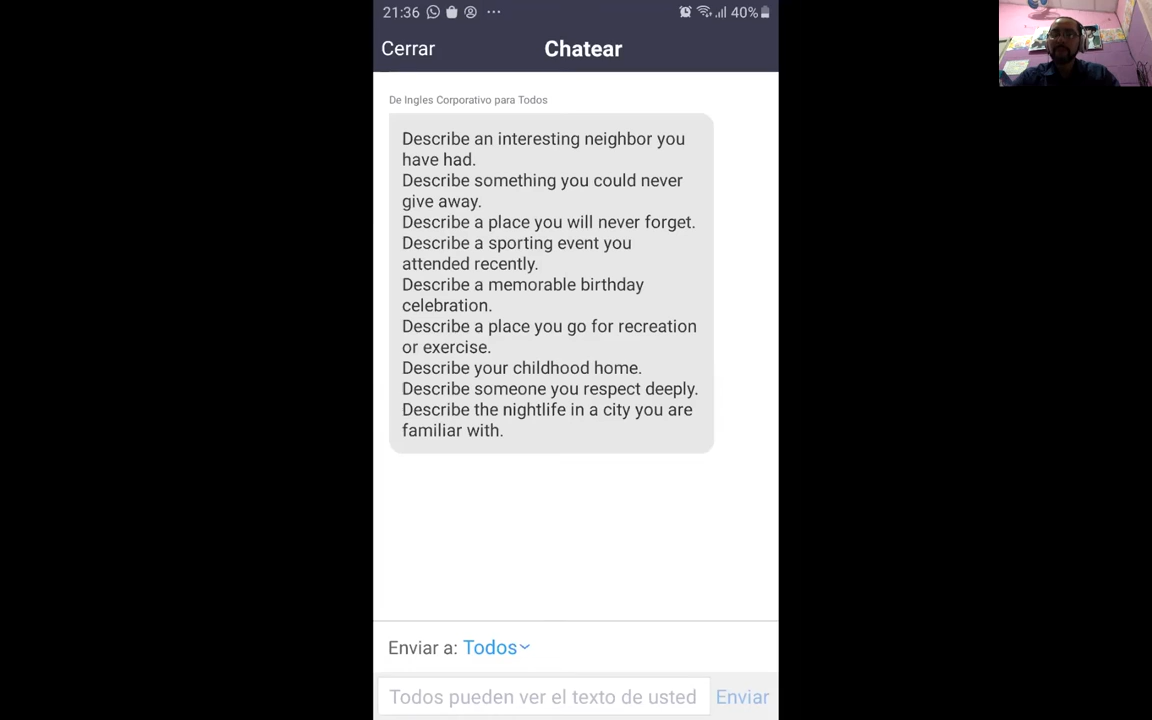 21:36
40%
Cerrar
Chatear
De Ingles Corporativo para Todos
Describe an interesting neighbor you
have had.
Describe something you could never
give away.
Describe a place you will never forget.
Describe a sporting event you
attended recently.
Describe a memorable birthday
celebration.
Describe a place you go for recreation
or exercise.
Describe your childhood home.
Describe someone you respect deeply.
Describe the nightlife in a city you are
familiar with.
Enviar a: Todos
Todos pueden ver el texto de usted
Enviar